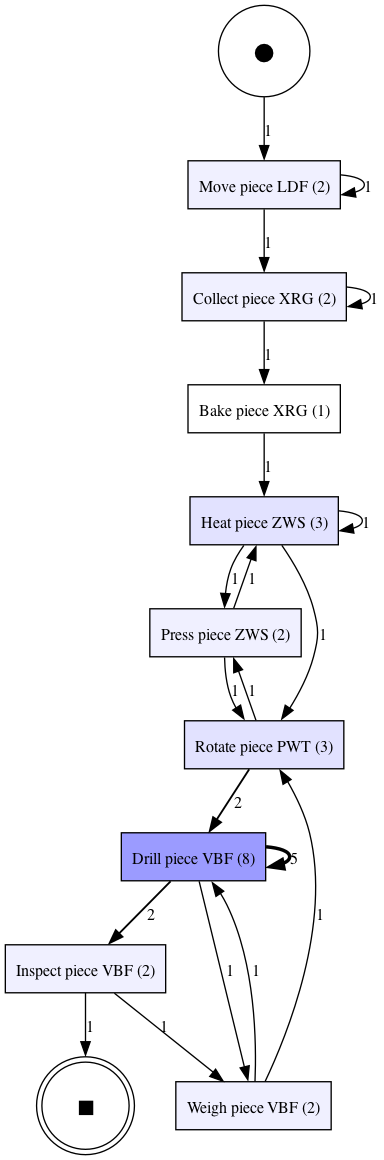 1
Move piece LDF (2)
1
1
Collect piece XRG (2)
1
1
Bake piece XRG (1)
1
Heat piece ZWS (3)
1
1
1
1
Press piece ZWS (2)
1
1
Rotate piece PWT (3)
2
Drill piece VBF (8)
5
2
1
1
1
Inspect piece VBF (2)
1
1
Weigh piece VBF (2)